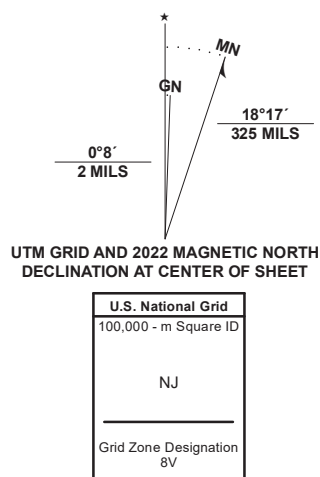 ★
MN
GN
18°17´
325 MILS
0°8´
2 MILS
UTM GRID AND 2022 MAGNETIC NORTH
DECLINATION AT CENTER OF SHEET
U.S. National Grid
100,000 - m Square ID
NJ
Grid Zone Designation
8V